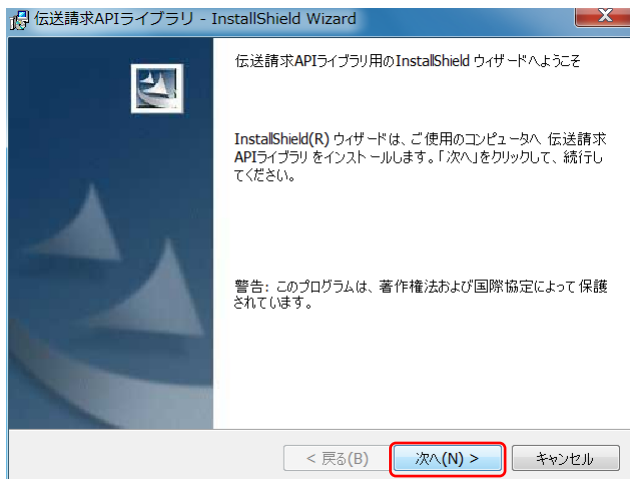 伝送請求APIライブラリ - InstallShield Wizard
伝送請求APIライブラリ用のInstallShield ウィザードへようこそ
InstallShield(R) ウィザードは、ご使用のコンピュータへ 伝送請求
APIライブラリ をインストールします。「次へ」をクリックして、続行し
てください。
警告: このプログラムは、著作権法および国際協定によって保護
されています。
< 戻る(B)
次へ(N) >
キャンセル